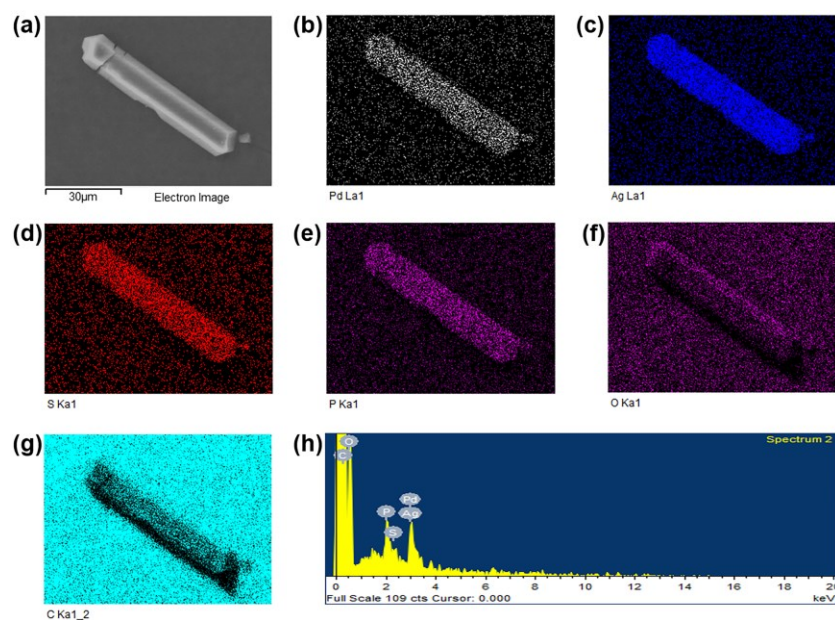 (a)
(b)
(c)
30µm Electron Image
Pd La1
Ag La1
(d)
(e)
(f)
S Ka1
P Ka1
O Ka1
(g)
(h)
Spectrum 2
O
C
P
S
Pd
Ag
0 2 4 6 8 10 12 14 16 18 20
Full Scale 109 cts Cursor: 0.000 keV
C Ka1_2